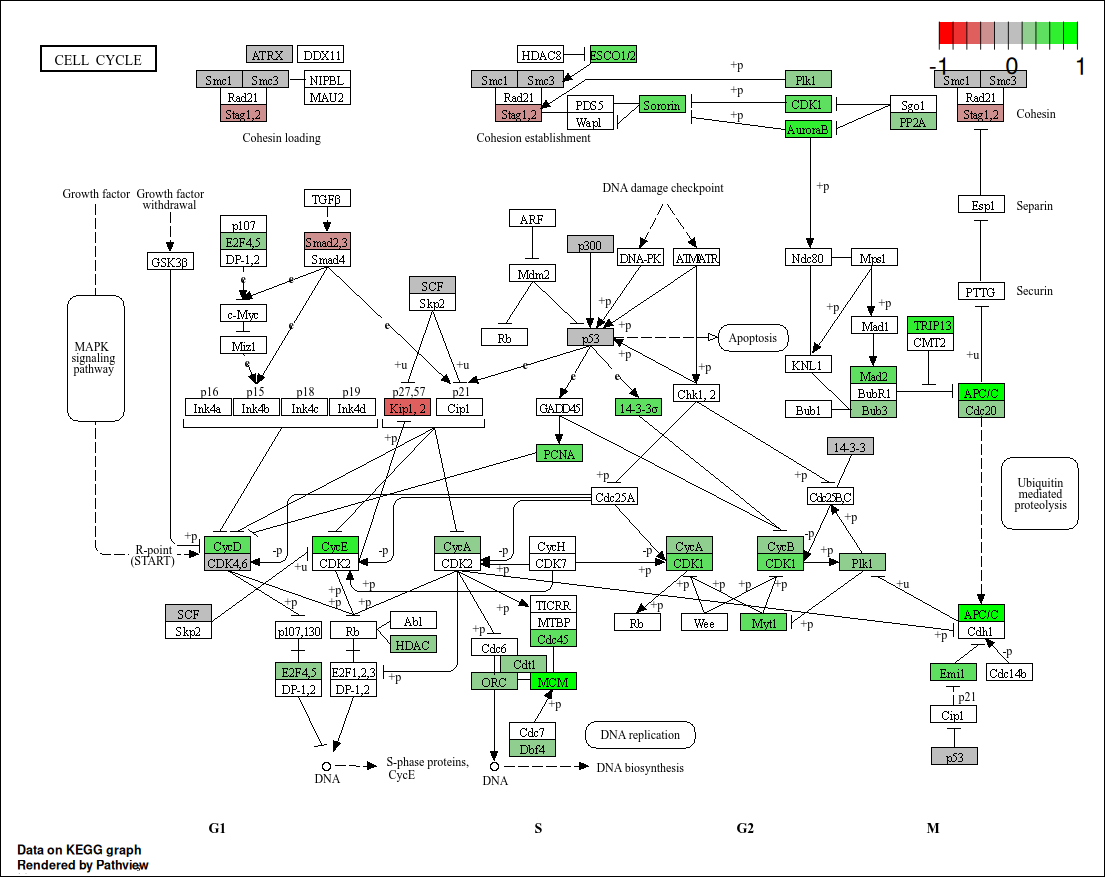 CELL CYCLE
ATRX
DDX11
Smc1
Smc3
NIPBL
Rad21
MAU2
Stag1,2
Cohesin loading
HDAC8
ESCO1/2
Smc1
Smc3
Rad21
Stag1,2
PDS5
Wapl
Sororin
Cohesion establishment
+p
Plk1
+p
CDK1
+p
AuroraB
Sgo1
PP2A
-1
0
1
Smc1
Smc3
Rad21
Stag1,2
Cohesin
+p
Growth factor
Growth factor
withdrawal
GSK3β
p107
E2F4,5
DP-1,2
TGFβ
Smad2,3
Smad4
e
e
c-Myc
Miz1
e
e
SCF
Skp2
+u
+u
ARF
Mdm2
Rb
p300
p53
DNA damage checkpoint
DNA-PK
ATMATR
+p
+p
+p
+p
Apoptosis
Espl
Separin
PTTG
Securin
Ndc80
Mps1
+p
+p
Mad1
KNL1
Mad2
BubR1
Bub3
Bub1
TRIP13
CMT2
+u
APC/C
Cdc20
MAPK
signaling
pathway
p16
p15
p18
p19
Ink4a
Ink4b
Ink4c
Ink4d
p27,57
p21
Kip1, 2
Cip1
e
e
e
GADD45
14-3-3σ
Chk1, 2
PCNA
+p
+p
+p
14-3-3
Cdc25A
Cdc25B,C
Ubiquitin
mediated
proteolysis
R-point
(START)
+p
CycD
CDK4,6
-p
+u
CycE
CDK2
-p
CycA
CDK2
-p
+p
CycH
CDK7
-p
+p
CycA
CDK1
CycB
CDK1
-p
+p
+p
Plk1
+u
SCF
Skp2
+p
+p
+p
+p
p107,130
Rb
Abl
HDAC
E2F4,5
DP-1,2
E2F1,2,3
DP-1,2
+p
+p
+p
Cdc6
Cdt1
ORC
TICRR
MTBP
Cdc45
MCM
+p
Cdc7
Dbf4
+p
+p
+p
+p
Rb
Wee
Myt1
+p
+p
APC/C
Cdh1
-p
Emi1
Cdc14b
p21
Cip1
p53
DNA
S-phase proteins,
CycE
DNA
DNA replication
DNA biosynthesis
G1
S
G2
M
Data on KEGG graph
Rendered by Pathview